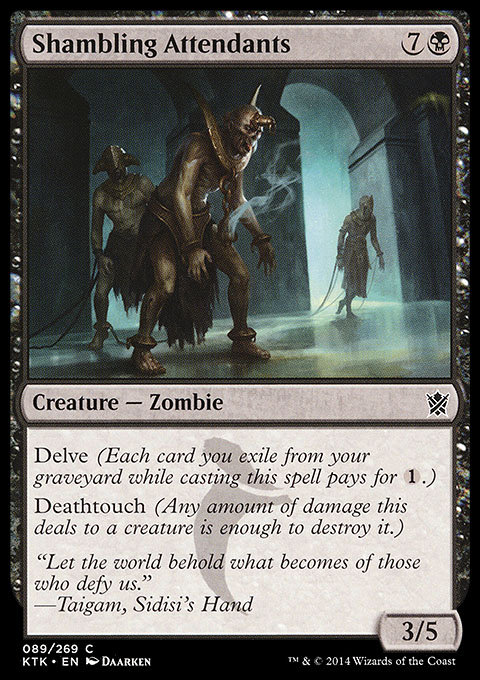 Shambling Attendants 7
Creature — Zombie
Delve (Each card you exile from your
graveyard while casting this spell pays for 1.)
Deathtouch (Any amount of damage this
deals to a creature is enough to destroy it.)
“Let the world behold what becomes of those
who defy us.”
—Taigam, Sidisi’s Hand
3/5
089/269 C
KTK • EN Daarken
™ & © 2014 Wizards of the Coast